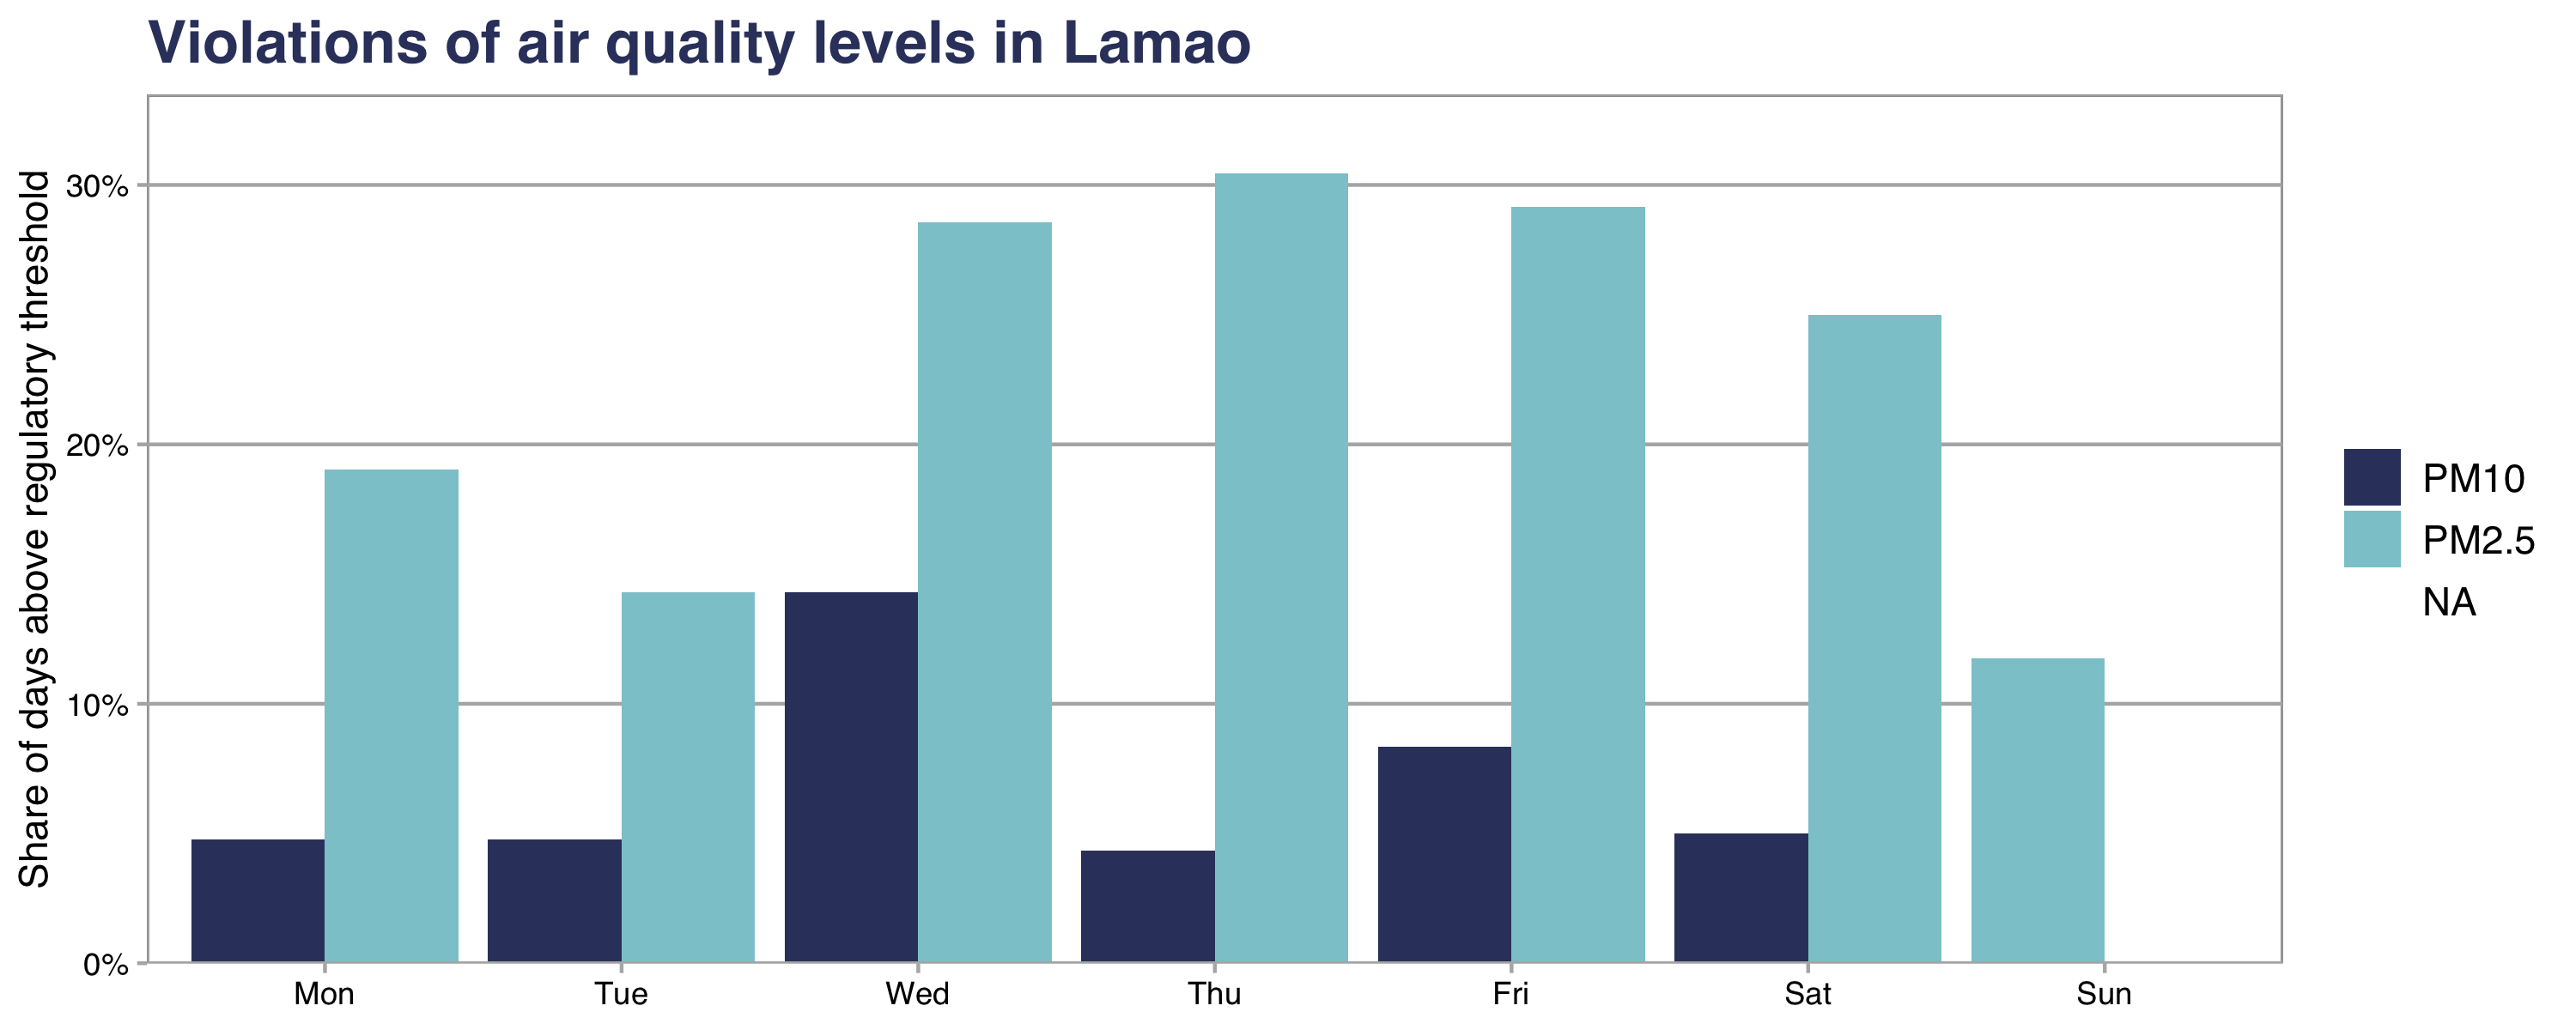 Violations of air quality levels in Lamao
Share of days above regulatory threshold
30%
20%
10%
0%
Mon Tue Wed Thu Fri Sat Sun
PM10
PM2.5
NA